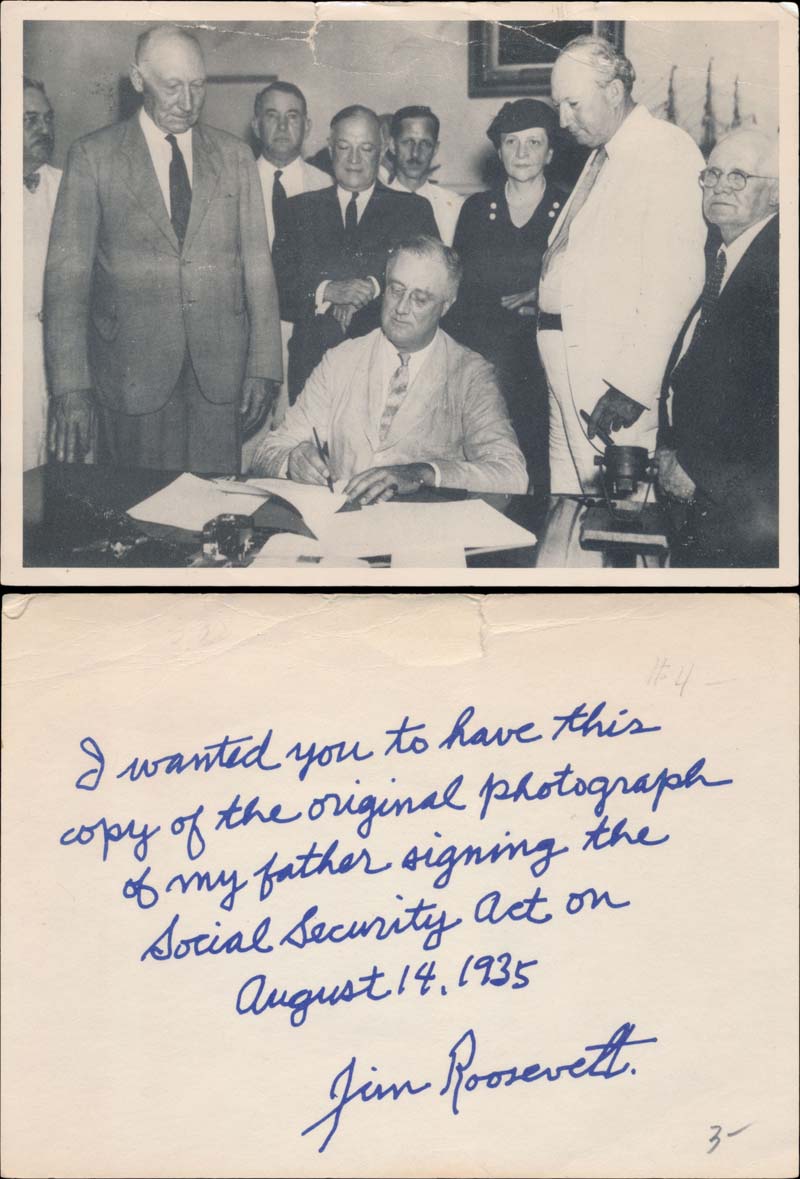 #4 –
I wanted you to have this
copy of the original photograph
of my father signing the
Social Security Act on
August 14, 1935
Jim Roosevelt.
3–